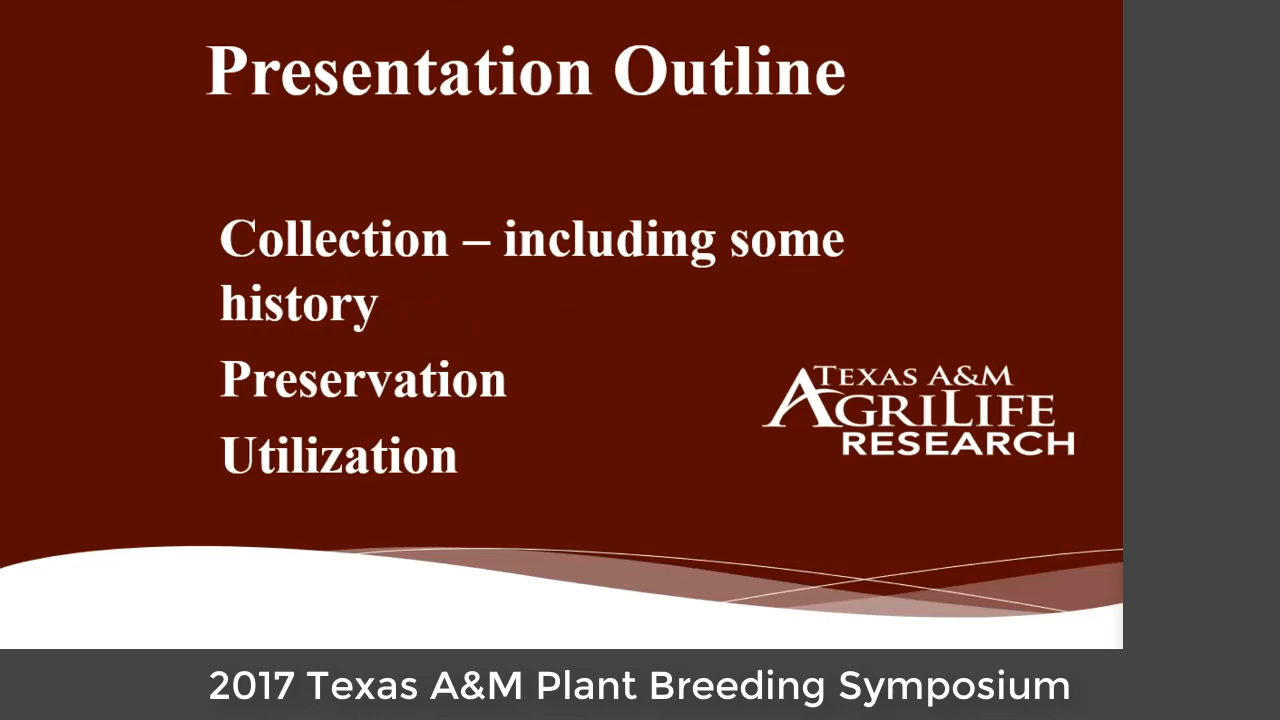 Presentation Outline
Collection – including some
history
Preservation
Utilization
TEXAS A&M
AGRILIFE
RESEARCH
2017 Texas A&M Plant Breeding Symposium